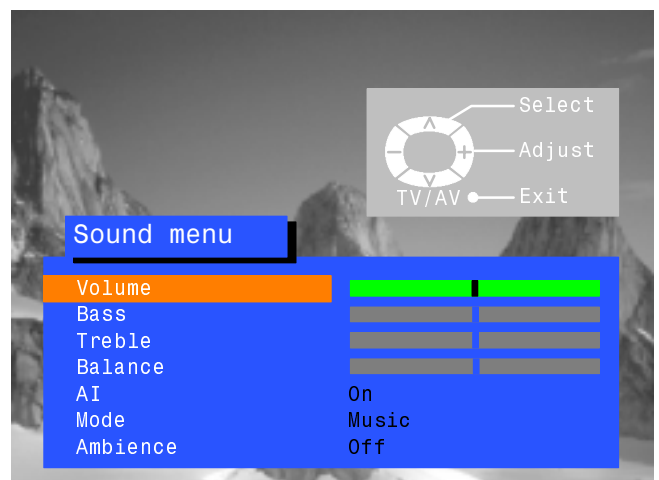 Select
Adjust
TV/AV Exit
Sound menu
Volume
Bass
Treble
Balance
AI On
Mode Music
Ambience Off